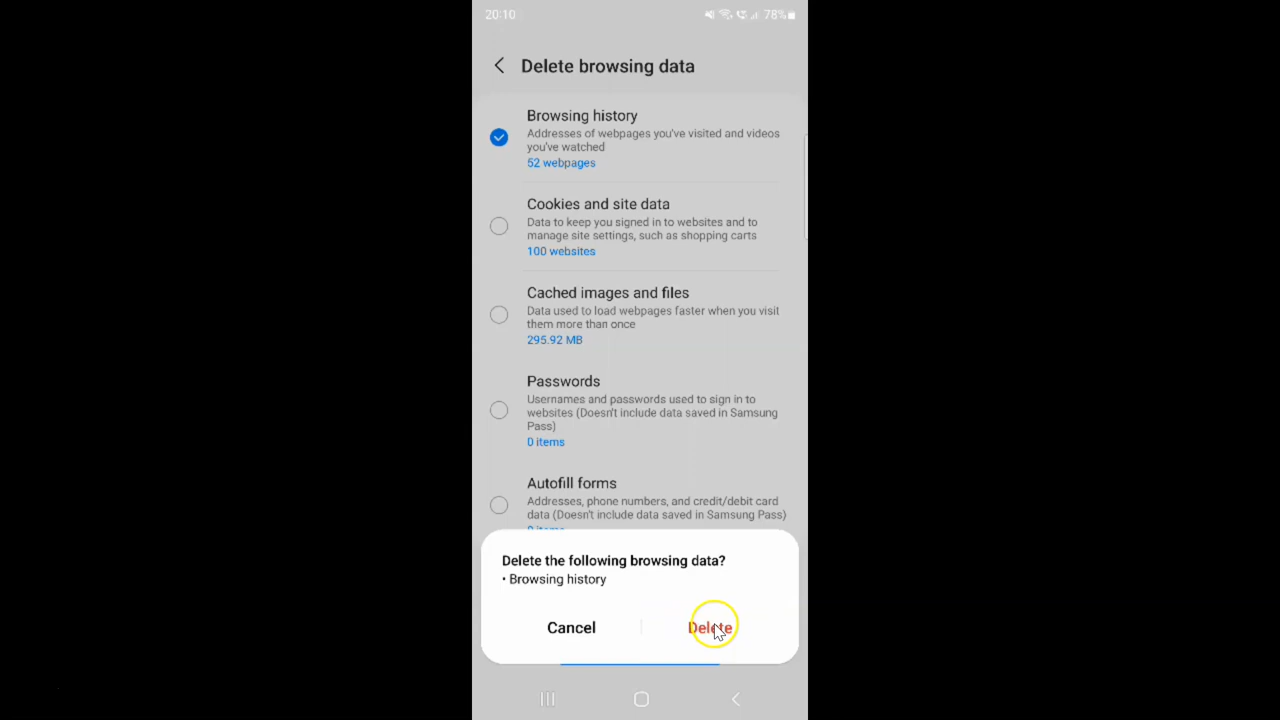 20:10
78%
Delete browsing data
Browsing history
Addresses of webpages you've visited and videos
you've watched
52 webpages
Cookies and site data
Data to keep you signed in to websites and to
manage site settings, such as shopping carts
100 websites
Cached images and files
Data used to load webpages faster when you visit
them more than once
295.92 MB
Passwords
Usernames and passwords used to sign in to
websites (Doesn't include data saved in Samsung
Pass)
0 items
Autofill forms
Addresses, phone numbers, and credit/debit card
data (Doesn't include data saved in Samsung Pass)
0 items
Delete the following browsing data?
• Browsing history
Cancel
Delete